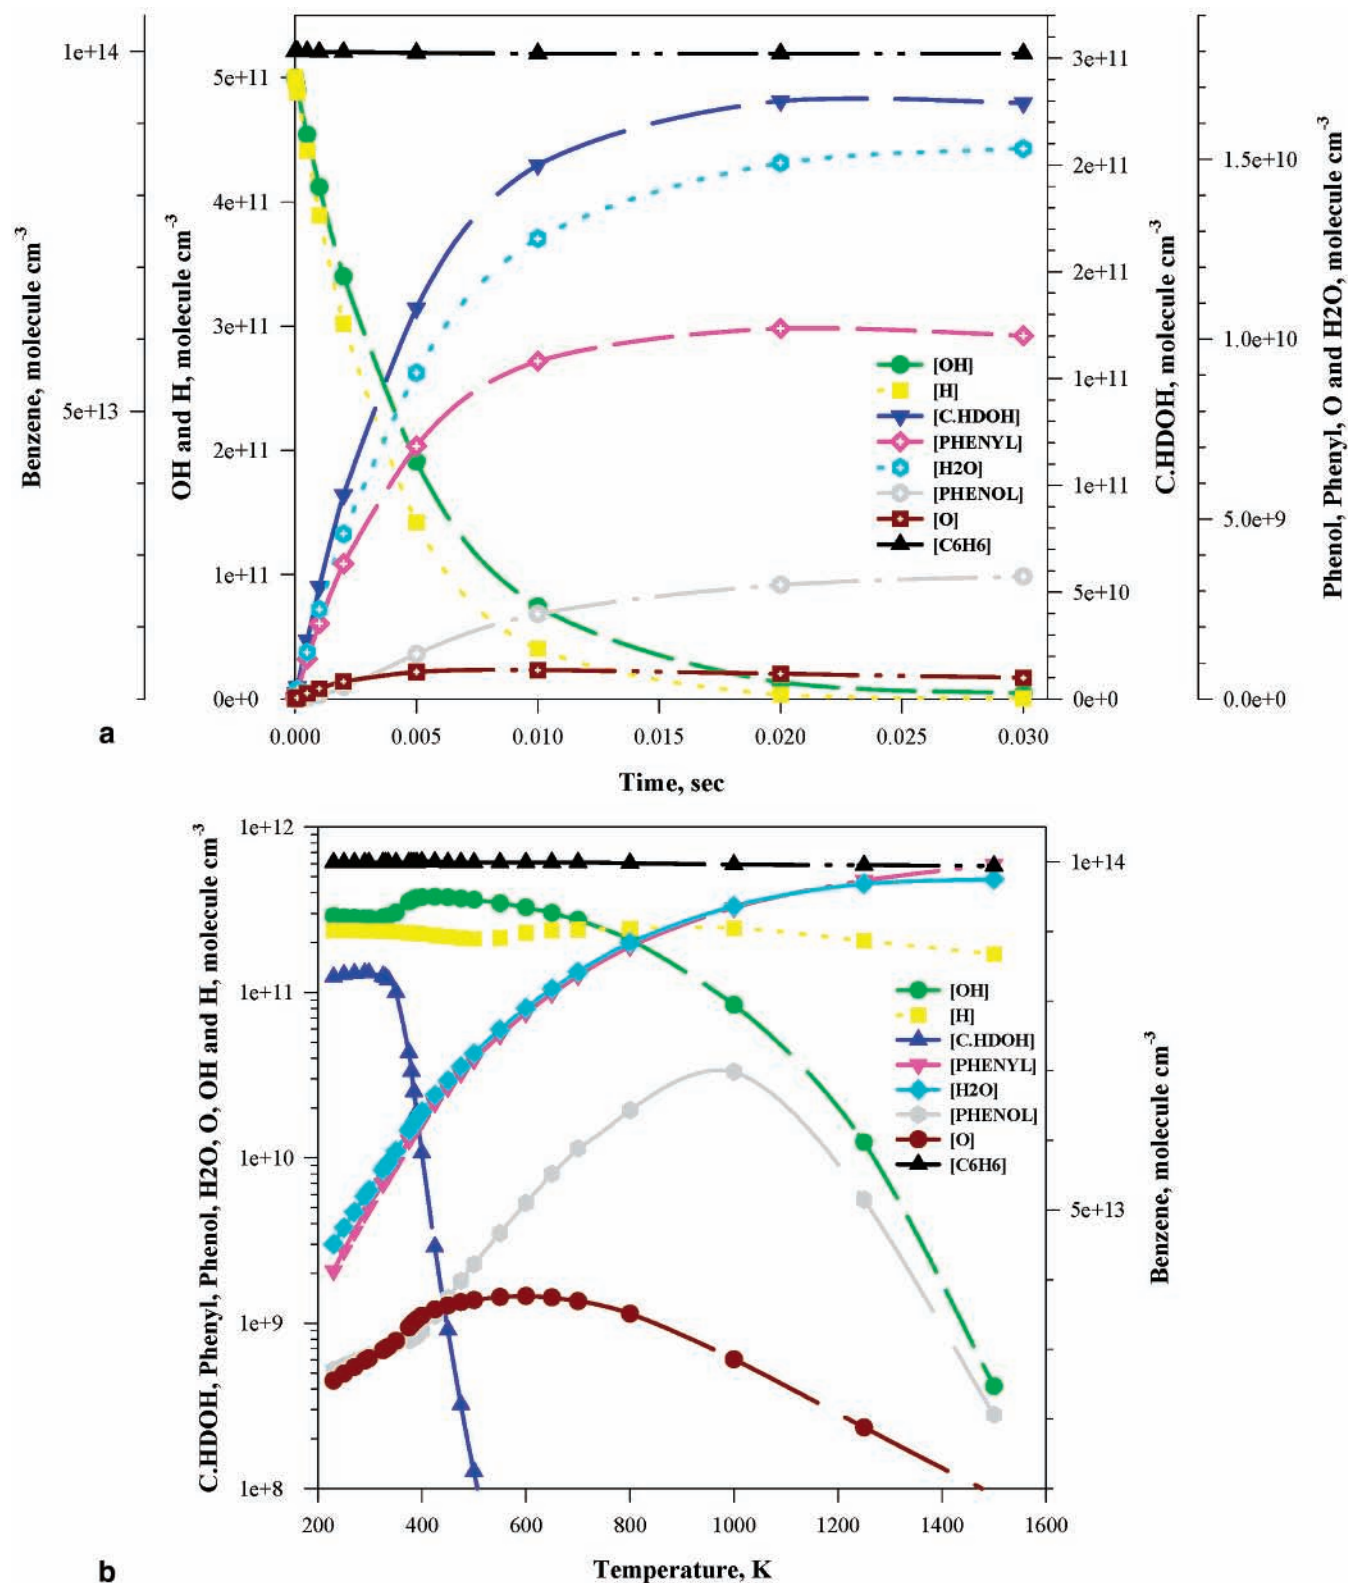 Benzene, molecule cm-3
1e+14
5e+13
OH and H, molecule cm-3
5e+11
4e+11
3e+11
2e+11
1e+11
0e+0
[OH]
[H]
[C.HDOH]
[PHENYL]
[H2O]
[PHENOL]
[O]
[C6H6]
3e+11
2e+11
2e+11
1e+11
1e+11
5e+10
0e+0
C.HDOH, molecule cm-3
1.5e+10
1.0e+10
5.0e+9
0.0e+0
Phenol, Phenyl, O and H2O, molecule cm-3
0.000 0.005 0.010 0.015 0.020 0.025 0.030
Time, sec
a
C.HDOH, Phenyl, Phenol, H2O, O, OH and H, molecule cm-3
1e+12
1e+11
1e+10
1e+9
1e+8
[OH]
[H]
[C.HDOH]
[PHENYL]
[H2O]
[PHENOL]
[O]
[C6H6]
1e+14
5e+13
Benzene, molecule cm-3
200 400 600 800 1000 1200 1400 1600
Temperature, K
b